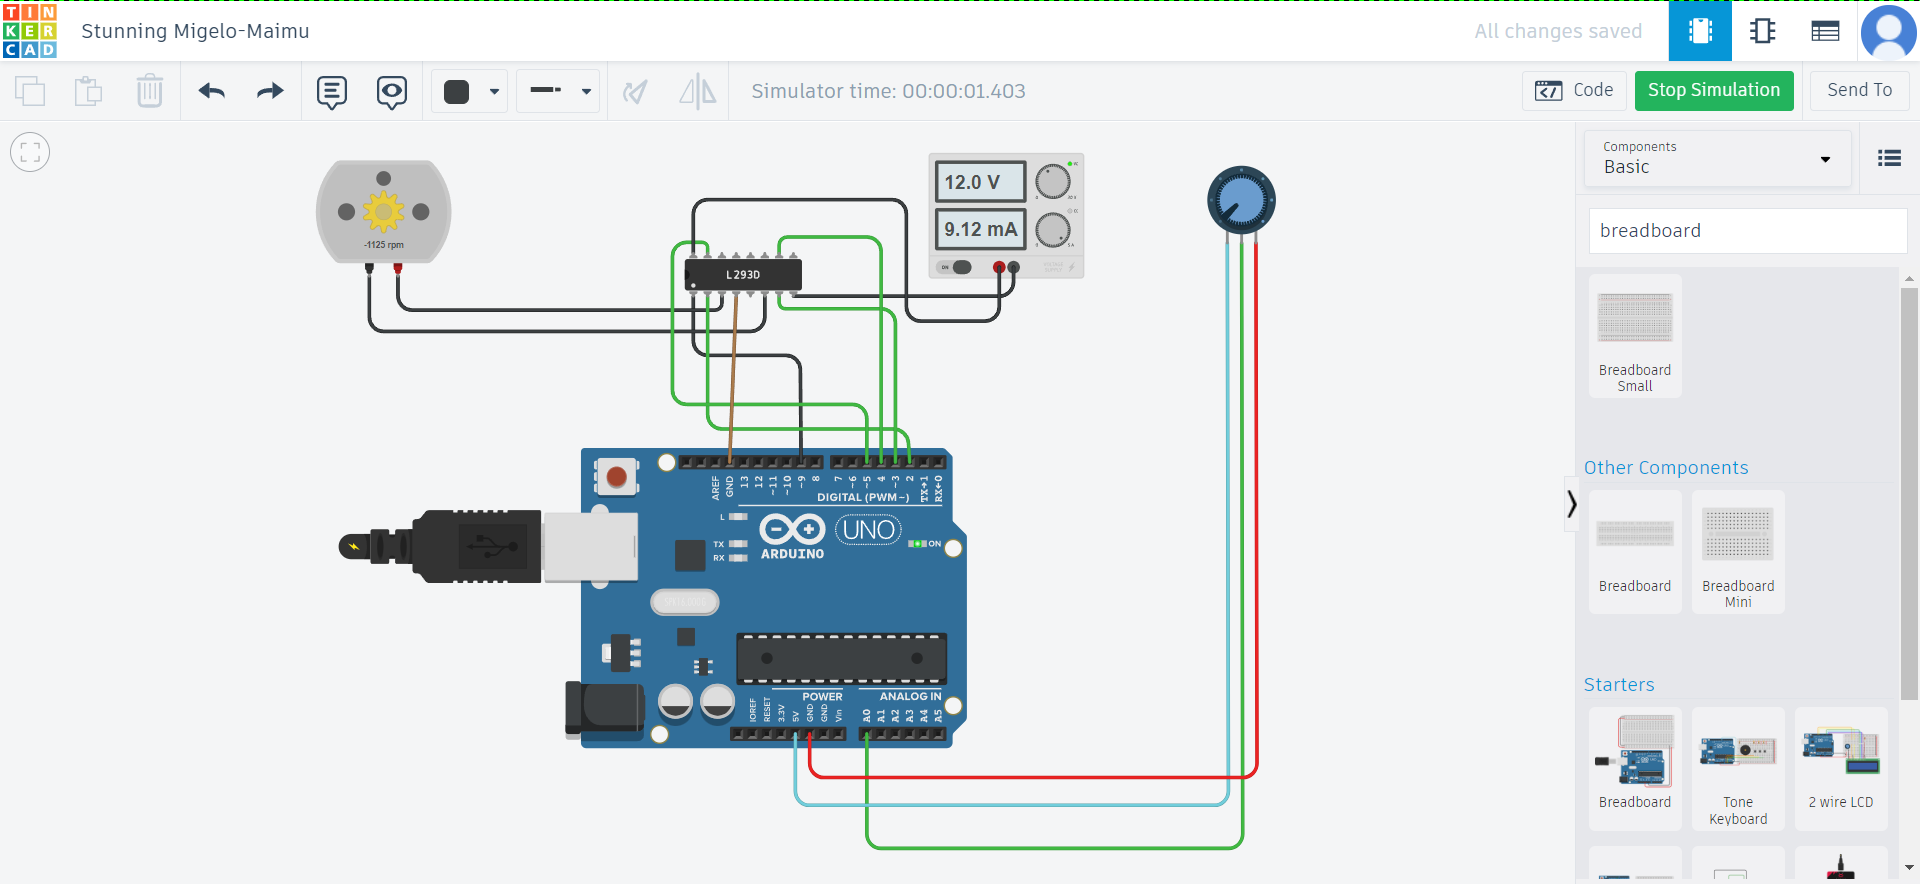 TINKERCAD
Stunning Migelo-Maimu
All changes saved
Simulator time: 00:00:01.403
Code
Stop Simulation
Send To
Components
Basic
breadboard
Breadboard
Small
Other Components
Breadboard
Breadboard
Mini
Starters
Breadboard
Tone
Keyboard
2 wire LCD
-1125 rpm
L293D
12.0 V
9.12 mA
ON
AREF
GND
13
12
~11
~10
~9
8
7
~6
~5
4
~3
2
TX→1
RX←0
DIGITAL (PWM~)
L
TX
RX
ARDUINO
UNO
ON
POWER
ANALOG IN
IOREF
RESET
3.3V
5V
GND
GND
Vin
A0
A1
A2
A3
A4
A5